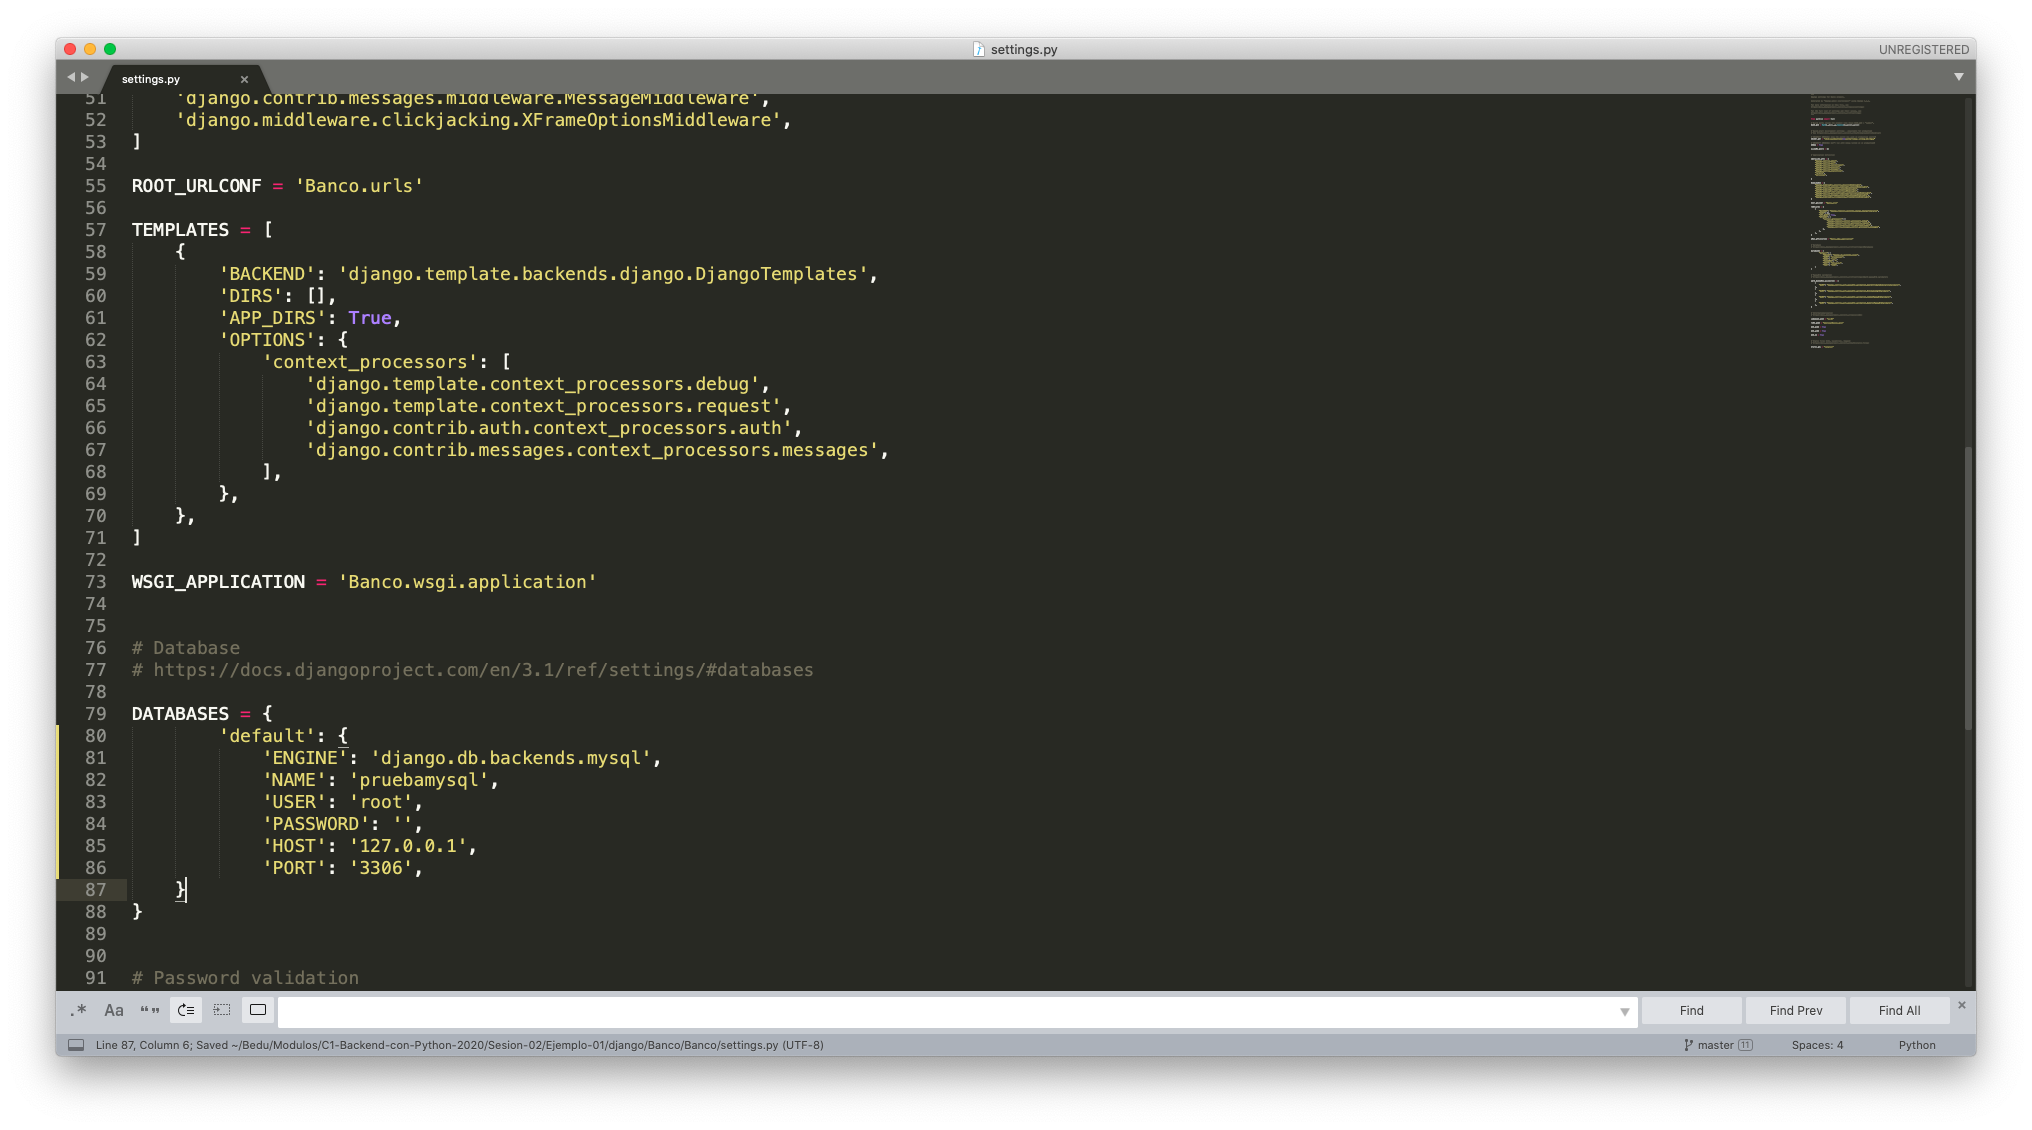 settings.py
UNREGISTERED
settings.py ×
51     'django.contrib.messages.middleware.MessageMiddleware',
52     'django.middleware.clickjacking.XFrameOptionsMiddleware',
53 ]
54
55 ROOT_URLCONF = 'Banco.urls'
56
57 TEMPLATES = [
58     {
59         'BACKEND': 'django.template.backends.django.DjangoTemplates',
60         'DIRS': [],
61         'APP_DIRS': True,
62         'OPTIONS': {
63             'context_processors': [
64                 'django.template.context_processors.debug',
65                 'django.template.context_processors.request',
66                 'django.contrib.auth.context_processors.auth',
67                 'django.contrib.messages.context_processors.messages',
68             ],
69         },
70     },
71 ]
72
73 WSGI_APPLICATION = 'Banco.wsgi.application'
74
75
76 # Database
77 # https://docs.djangoproject.com/en/3.1/ref/settings/#databases
78
79 DATABASES = {
80         'default': {
81             'ENGINE': 'django.db.backends.mysql',
82             'NAME': 'pruebamysql',
83             'USER': 'root',
84             'PASSWORD': '',
85             'HOST': '127.0.0.1',
86             'PORT': '3306',
87     }
88 }
89
90
91 # Password validation
.* Aa “” Find Find Prev Find All ×
Line 87, Column 6; Saved ~/Bedu/Modulos/C1-Backend-con-Python-2020/Sesion-02/Ejemplo-01/django/Banco/Banco/settings.py (UTF-8) master 11 Spaces: 4 Python